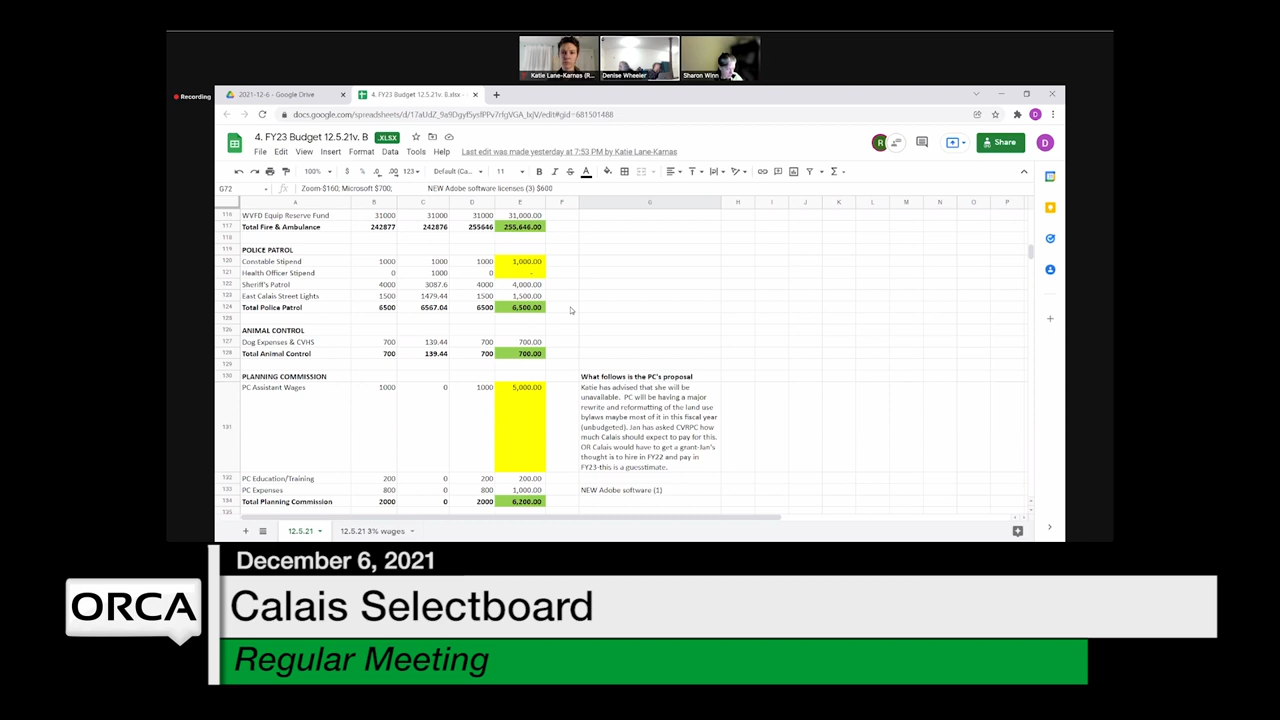 Katie Lane-Karnas (R... Denise Wheeler Sharon Winn
Recording
2021-12-6 - Google Drive 4. FY23 Budget 12.5.21v. B.xlsx -
4. FY23 Budget 12.5.21v. B .XLSX
File Edit View Insert Format Data Tools Help Last edit was made yesterday at 7:53 PM by Katie Lane-Karnas
Share
100% $ % .0 .00 123 Default (Ca... 11 B I S A
G72 fx Zoom-$160; Microsoft $700; NEW Adobe software licenses (3) $600
A B C D E F G H I J K L M N O P
116 WVFD Equip Reserve Fund 31000 31000 31000 31,000.00
117 Total Fire & Ambulance 242877 242876 255646 255,646.00
118
119 POLICE PATROL
120 Constable Stipend 1000 1000 1000 1,000.00
121 Health Officer Stipend 0 1000 0 -
122 Sheriff's Patrol 4000 3087.6 4000 4,000.00
123 East Calais Street Lights 1500 1479.44 1500 1,500.00
124 Total Police Patrol 6500 6567.04 6500 6,500.00
125
126 ANIMAL CONTROL
127 Dog Expenses & CVHS 700 139.44 700 700.00
128 Total Animal Control 700 139.44 700 700.00
129
130 PLANNING COMMISSION What follows is the PC's proposal
131 PC Assistant Wages 1000 0 1000 5,000.00 Katie has advised that she will be
unavailable. PC will be having a major
rewrite and reformatting of the land use
bylaws maybe most of it in this fiscal year
(unbudgeted). Jan has asked CVRPC how
much Calais should expect to pay for this.
OR Calais would have to get a grant-Jan's
thought is to hire in FY22 and pay in
FY23-this is a guesstimate.
132 PC Education/Training 200 0 200 200.00
133 PC Expenses 800 0 800 1,000.00 NEW Adobe software (1)
134 Total Planning Commission 2000 0 2000 6,200.00
135
12.5.21 12.5.21 3% wages
December 6, 2021
ORCA
Calais Selectboard
Regular Meeting